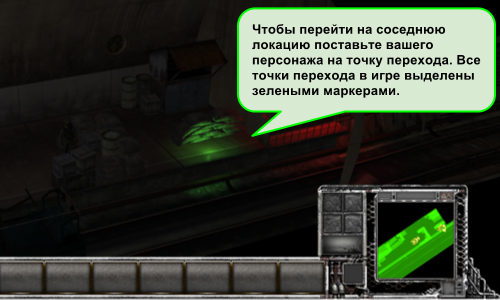 Чтобы перейти на соседнюю
локацию поставьте вашего
персонажа на точку перехода. Все
точки перехода в игре выделены
зелеными маркерами.